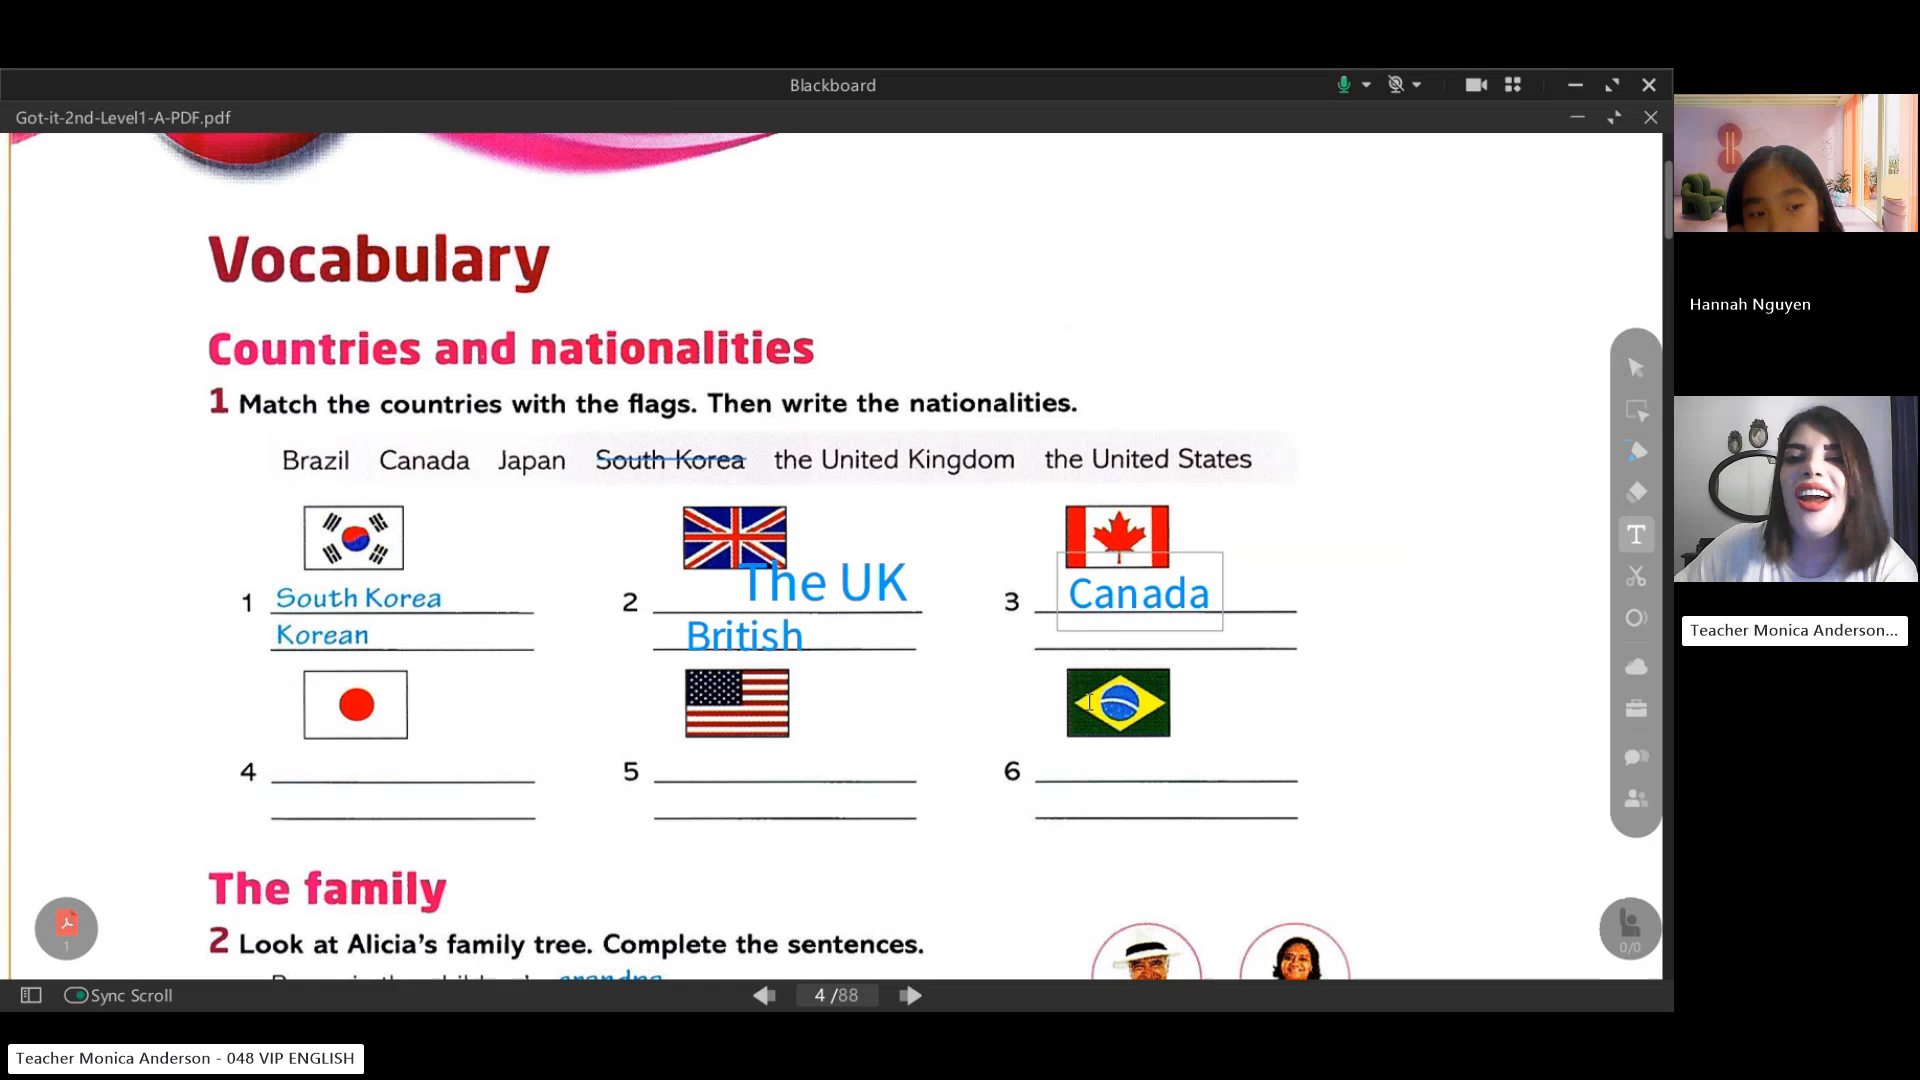 Blackboard
Got-it-2nd-Level1-A-PDF.pdf
Vocabulary
Countries and nationalities
1 Match the countries with the flags. Then write the nationalities.
Brazil Canada Japan South Korea the United Kingdom the United States
1 South Korea
Korean
2 The UK
British
3 Canada
4
5
6
The family
2 Look at Alicia's family tree. Complete the sentences.
1
0/0
Sync Scroll
4 /88
Hannah Nguyen
Teacher Monica Anderson...
Teacher Monica Anderson - 048 VIP ENGLISH